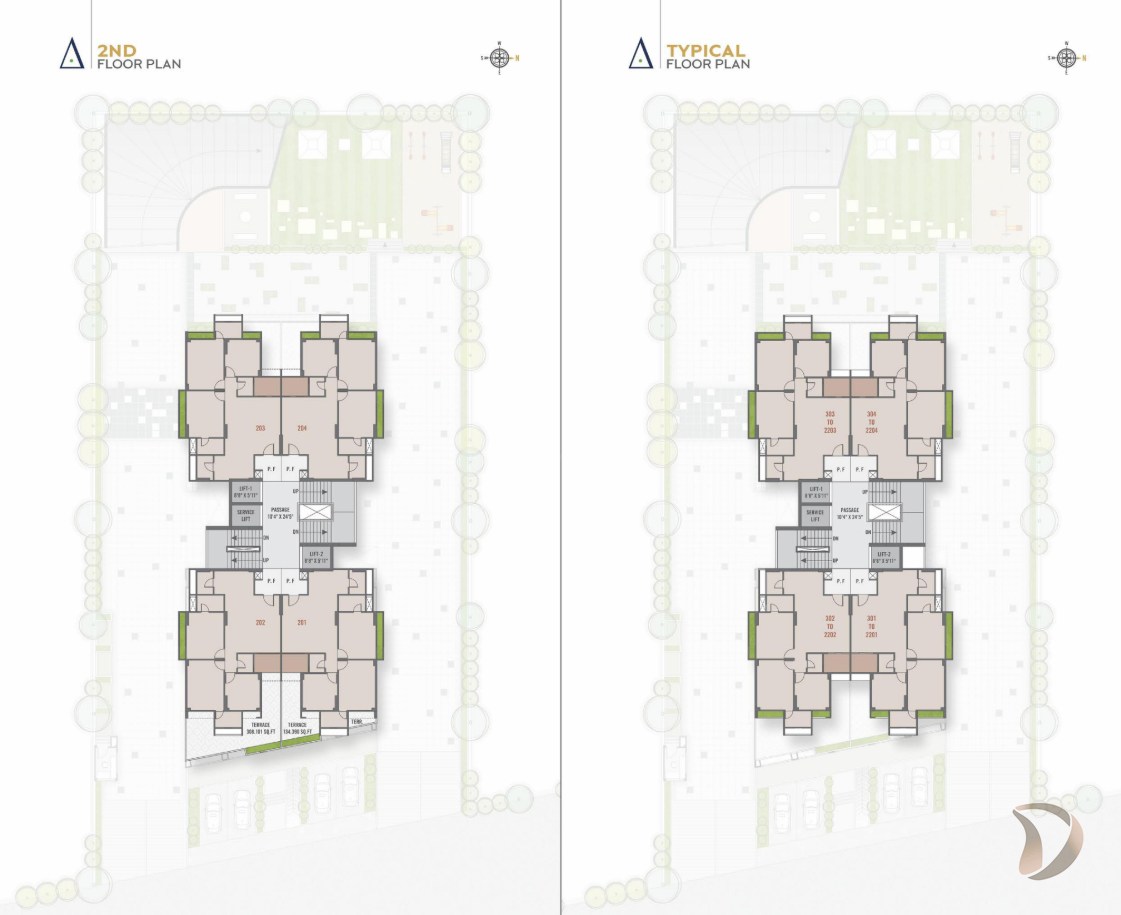 2ND
FLOOR PLAN
W
S
N
E
203
204
P.F
P.F
LIFT-1
UP
PASSAGE
SERVICE
LIFT
DN
DN
UP
LIFT-2
P.F
P.F
202
201
TERRACE
TERRACE
TERR.
TYPICAL
FLOOR PLAN
W
S
N
E
303
TO
2203
304
TO
2204
P.F
P.F
LIFT-1
UP
PASSAGE
SERVICE
LIFT
DN
DN
UP
LIFT-2
P.F
P.F
302
TO
2202
301
TO
2201